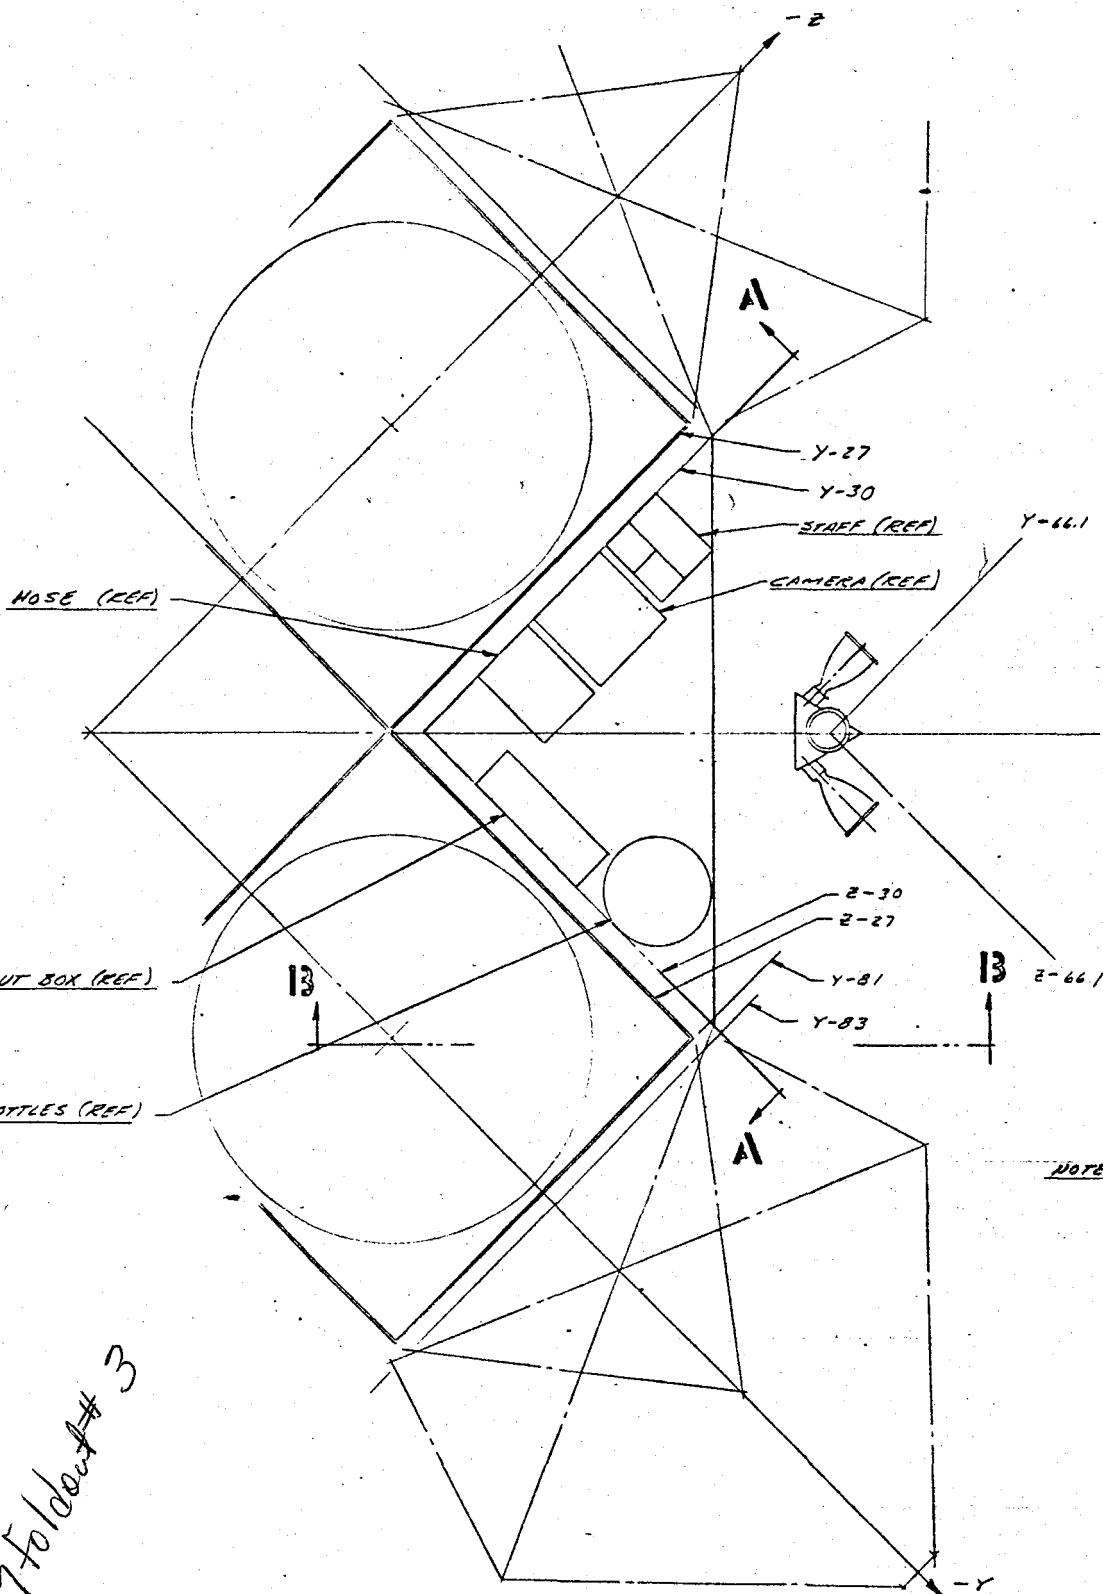 -Z
A
Y-27
Y-30
STAFF (REF)
Y-66.1
CAMERA (REF)
HOSE (REF)
Z-30
Z-27
UT BOX (REF)
B
Y-81
B
Z-66.1
Y-83
OTTLES (REF)
A
NOTE
Foldout # 3
-Y